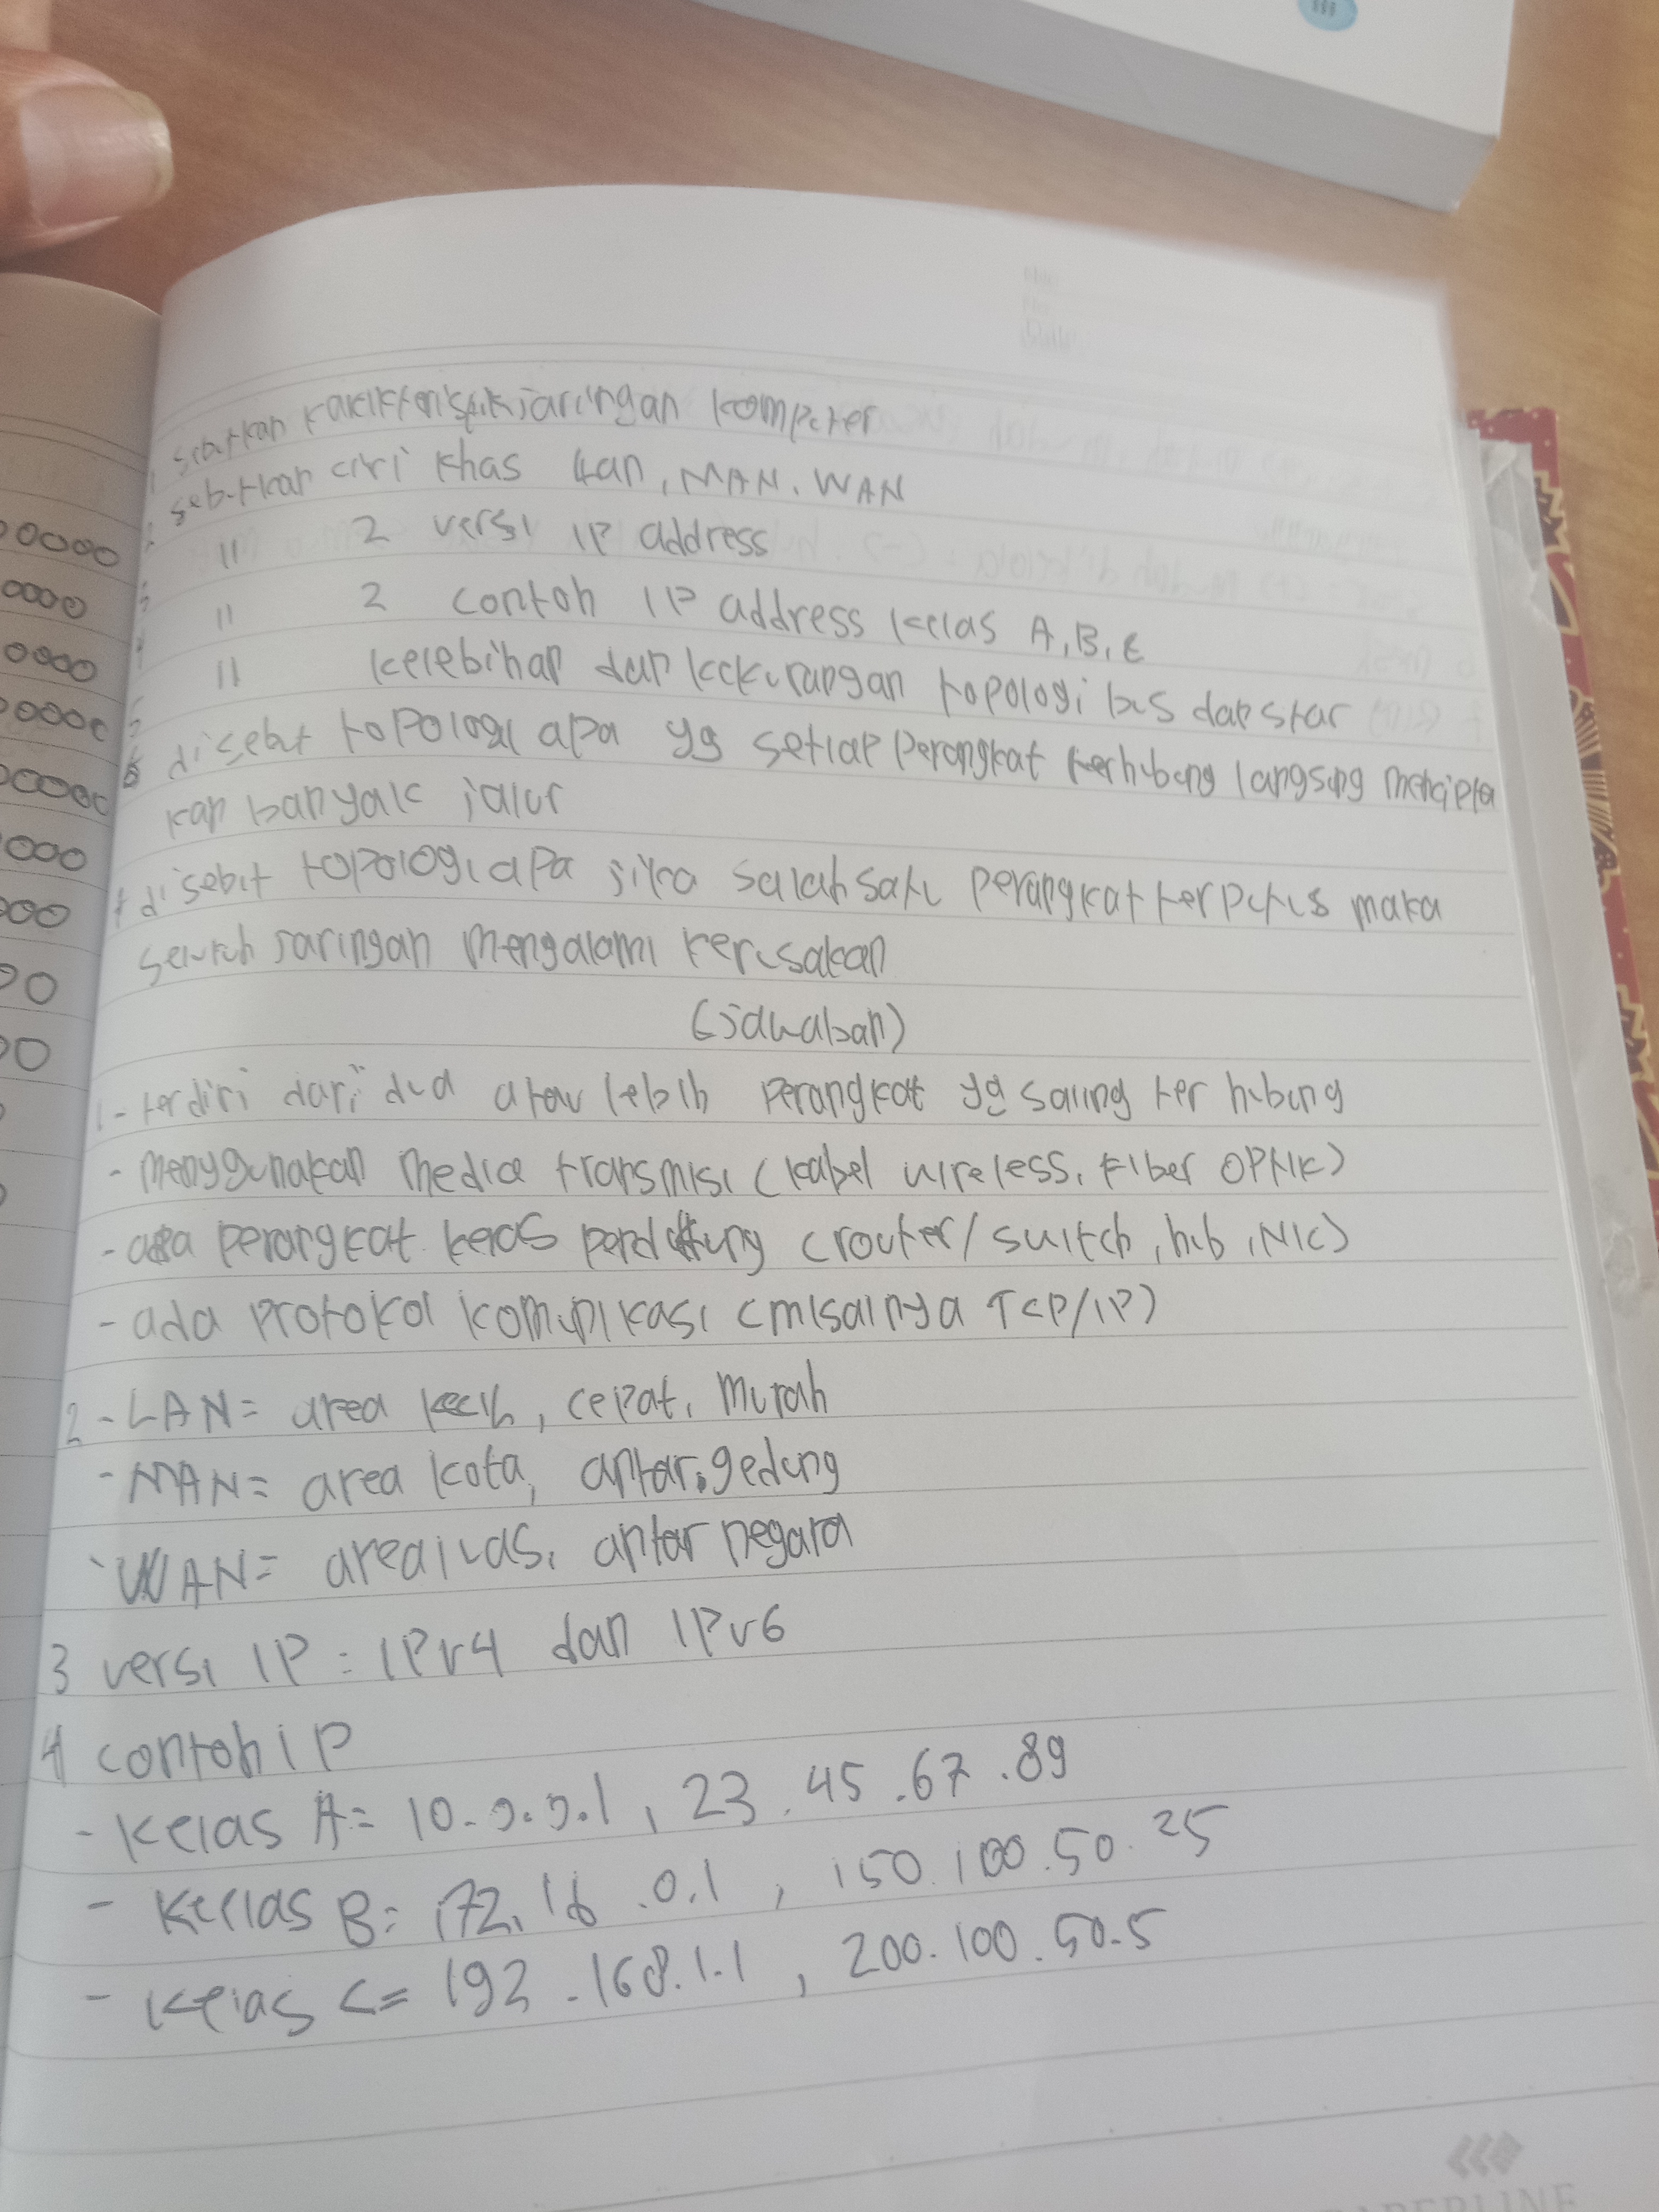 1 sebutkan karakteristik jaringan komputer
2 sebutkan ciri khas Lan, MAN, WAN
3 11 2 versi IP address
4 11 2 contoh IP address kelas A, B, C
5 11 kelebihan dan kekurangan topologi bus dan star
6 disebut topologi apa yg setiap perangkat terhubung langsung mencipta
kan banyak jalur
7 disebut topologi apa jika salah satu perangkat terputus maka
seluruh jaringan mengalami kerusakan
(jawaban)
1 - terdiri dari dua atau lebih perangkat yg saling terhubung
- menggunakan media transmisi (kabel wireless, fiber optik)
- ada perangkat keras pendukung (router/switch, hub, NIC)
- ada protokol komunikasi (misalnya TCP/IP)
2 - LAN = area kecil, cepat, murah
- MAN = area kota, antar gedung
- WAN = area luas, antar negara
3 versi IP : IPv4 dan IPv6
4 contoh IP
- Kelas A = 10.0.0.1, 23.45.67.89
- Kelas B = 172.16.0.1, 150.100.50.25
- Kelas C = 192.168.1.1, 200.100.50.5